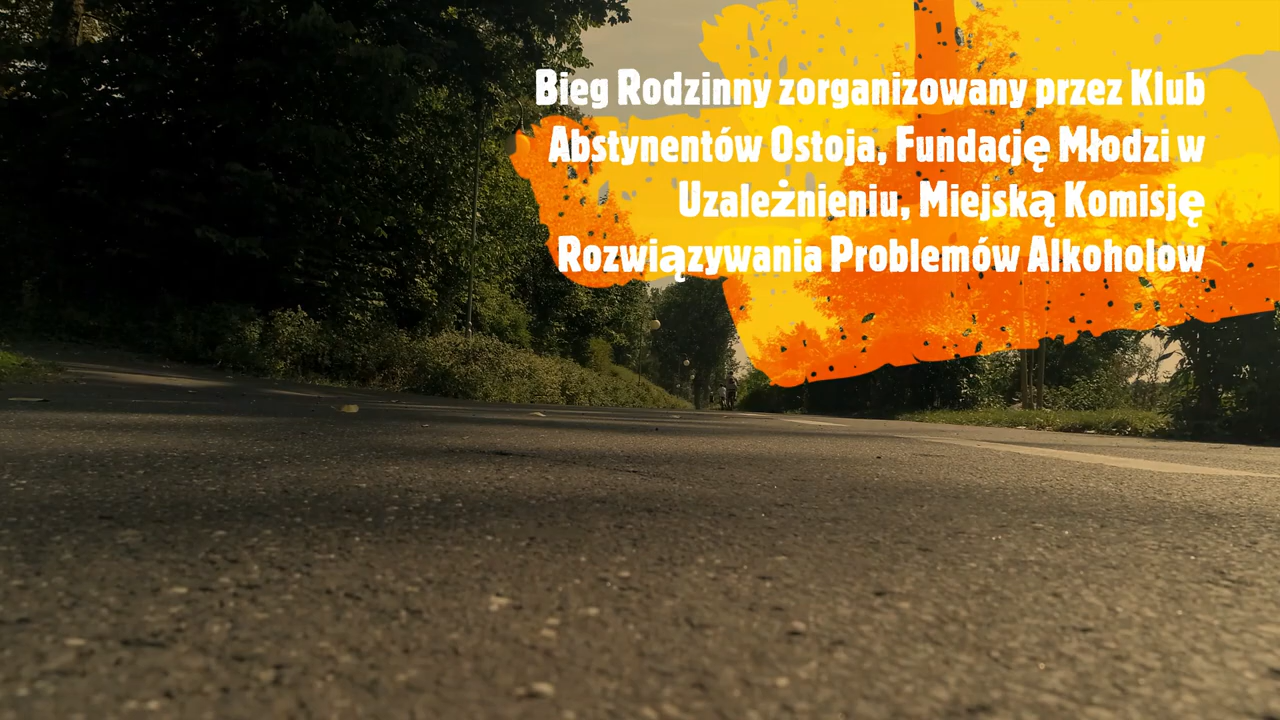 Bieg Rodzinny zorganizowany przez Klub
Abstynentów Ostoja, Fundację Młodzi w
Uzależnieniu, Miejską Komisję
Rozwiązywania Problemów Alkoholow